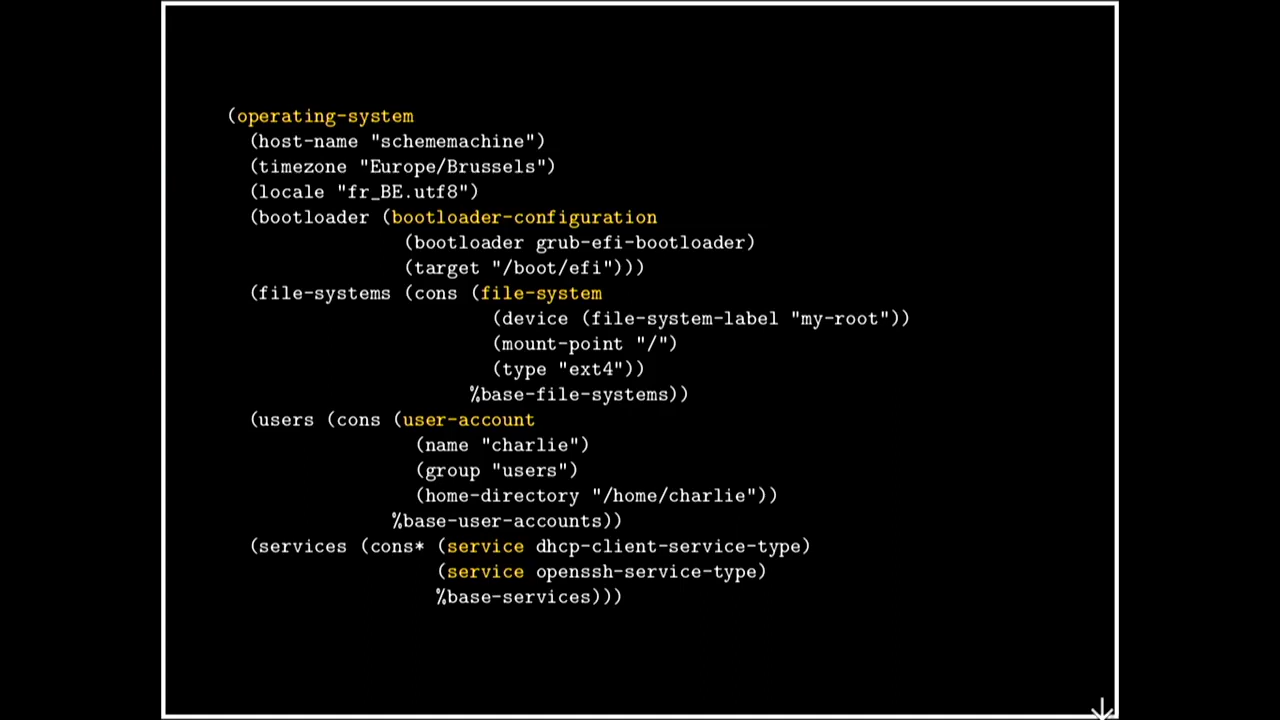 (operating-system
(host-name "schememachine")
(timezone "Europe/Brussels")
(locale "fr_BE.utf8")
(bootloader (bootloader-configuration
(bootloader grub-efi-bootloader)
(target "/boot/efi")))
(file-systems (cons (file-system
(device (file-system-label "my-root"))
(mount-point "/")
(type "ext4"))
%base-file-systems))
(users (cons (user-account
(name "charlie")
(group "users")
(home-directory "/home/charlie"))
%base-user-accounts))
(services (cons* (service dhcp-client-service-type)
(service openssh-service-type)
%base-services)))